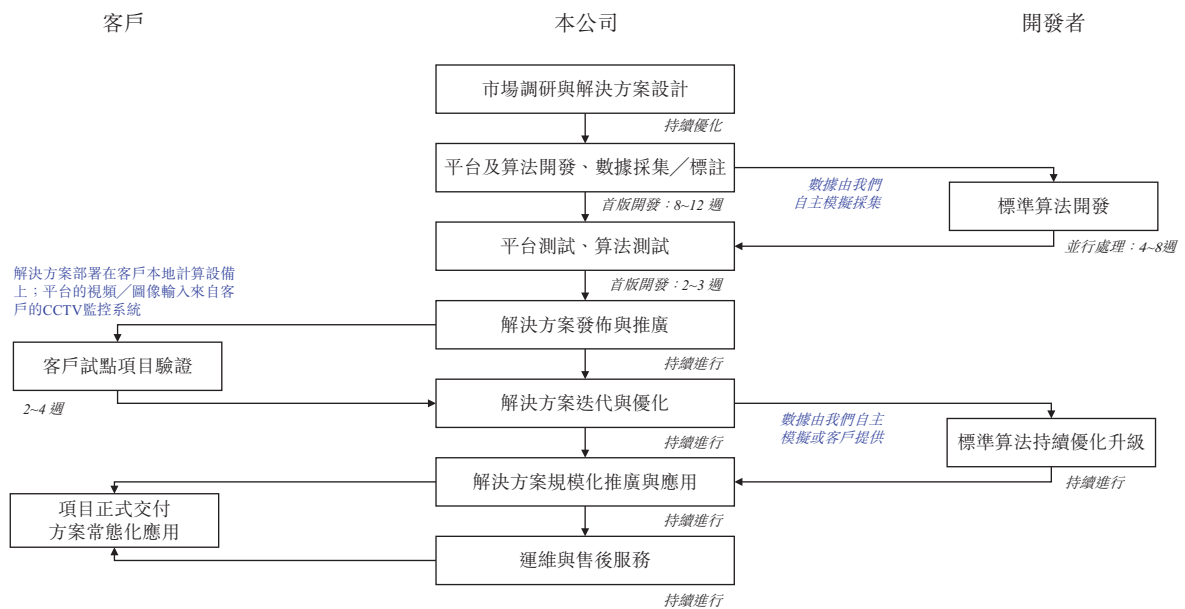 客戶
本公司
開發者
市場調研與解決方案設計
持續優化
平台及算法開發、數據採集／標註
數據由我們
自主模擬採集
標準算法開發
首版開發：8~12 週
平台測試、算法測試
並行處理：4~8週
解決方案部署在客戶本地計算設備
上；平台的視頻／圖像輸入來自客
戶的CCTV監控系統
首版開發：2~3 週
解決方案發佈與推廣
客戶試點項目驗證
持續進行
2~4 週
解決方案迭代與優化
數據由我們自主
模擬或客戶提供
標準算法持續優化升級
持續進行
解決方案規模化推廣與應用
持續進行
項目正式交付
方案常態化應用
持續進行
運維與售後服務
持續進行